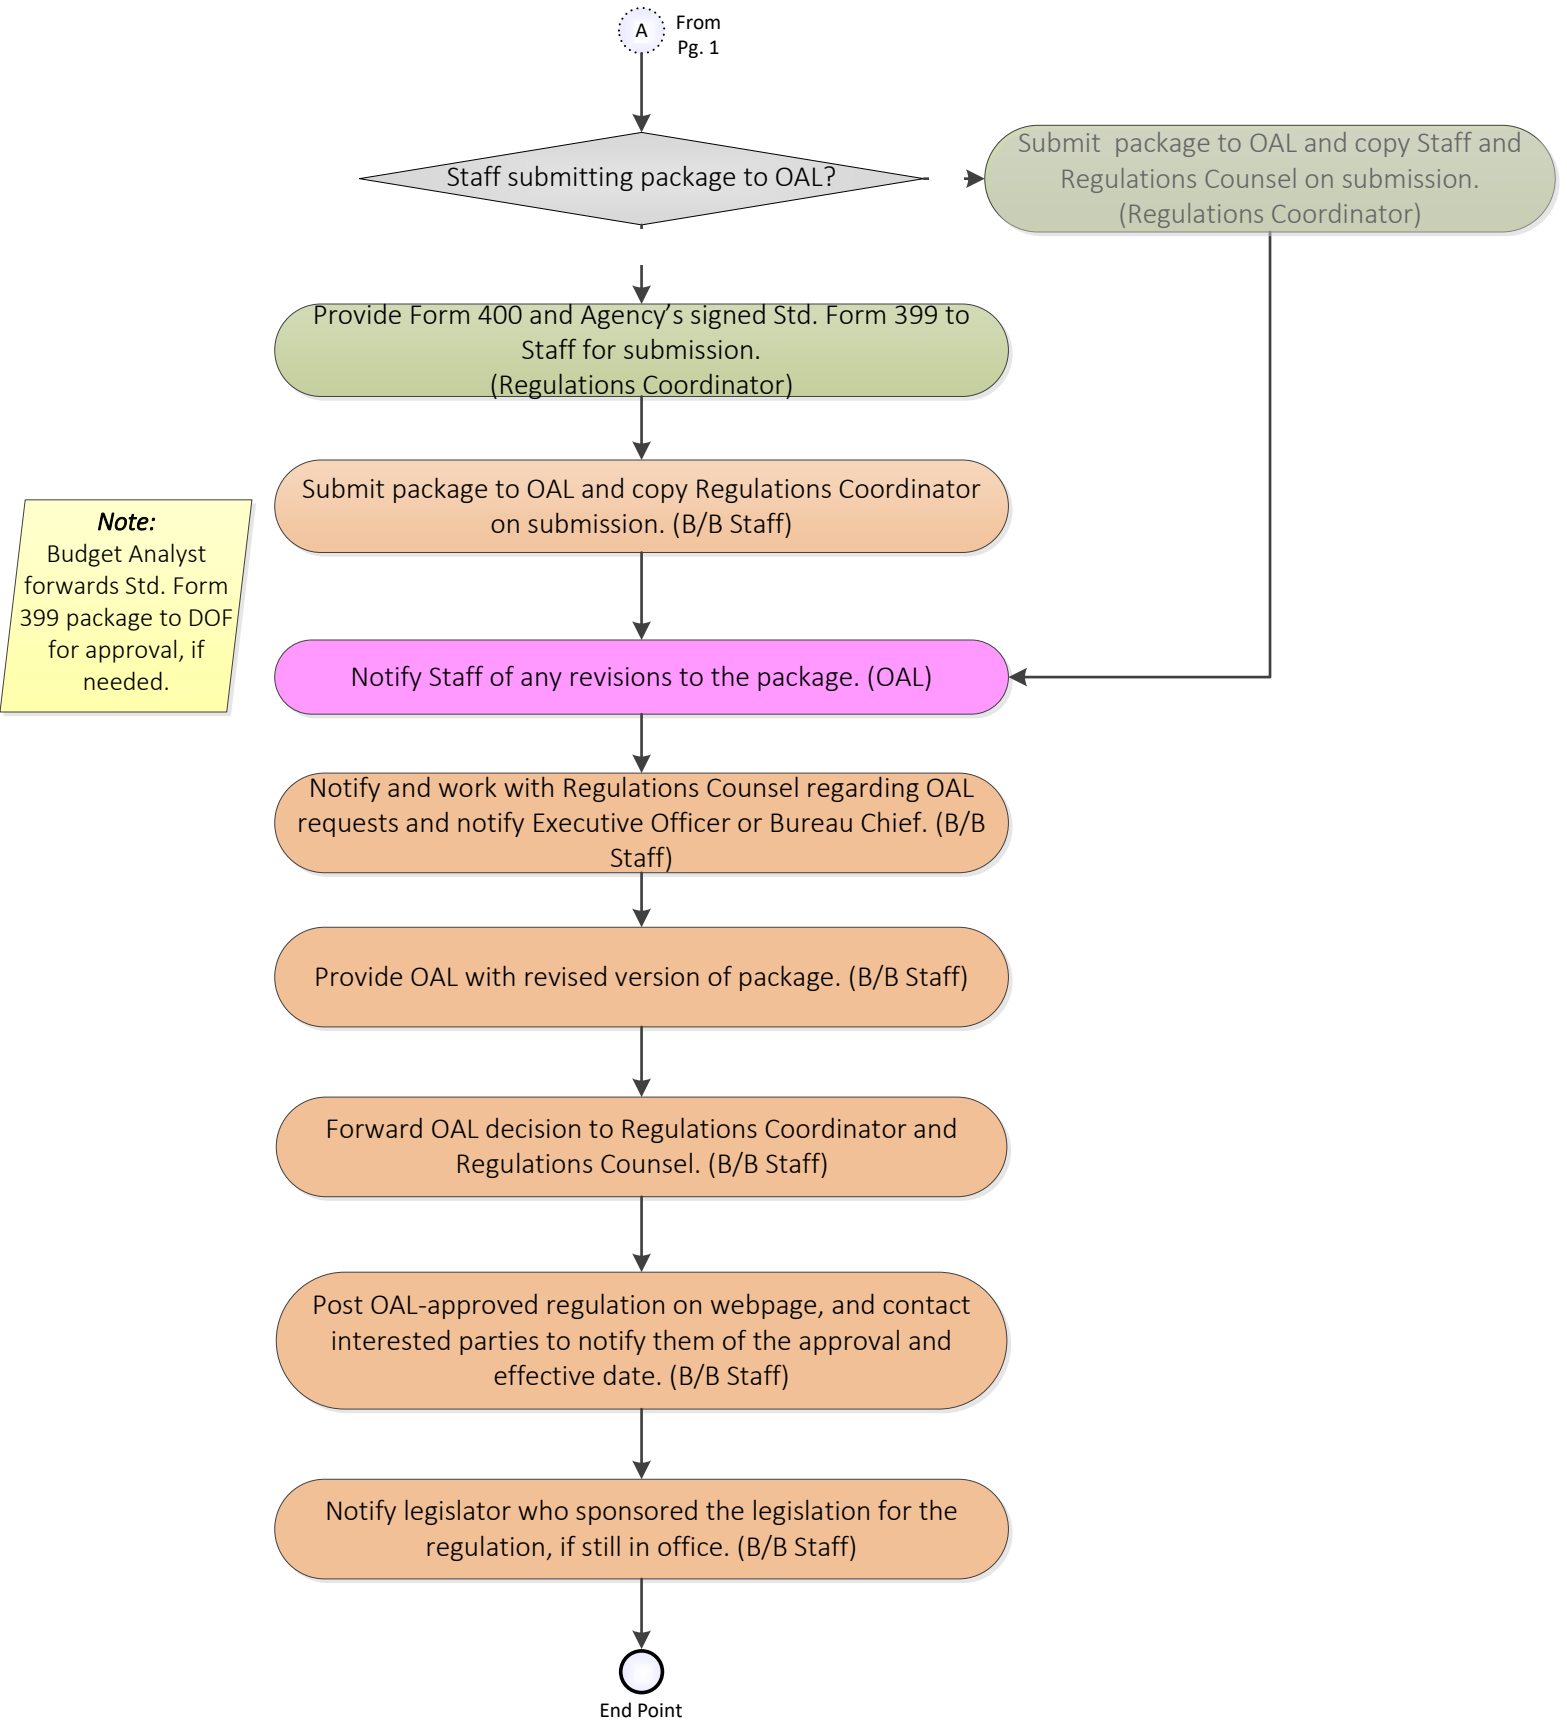 A
From
Pg. 1
Staff submitting package to OAL?
Submit  package to OAL and copy Staff and
Regulations Counsel on submission.
(Regulations Coordinator)
Provide Form 400 and Agency’s signed Std. Form 399 to
Staff for submission.
(Regulations Coordinator)
Submit package to OAL and copy Regulations Coordinator
on submission. (B/B Staff)
Note:
Budget Analyst
forwards Std. Form
399 package to DOF
for approval, if
needed.
Notify Staff of any revisions to the package. (OAL)
Notify and work with Regulations Counsel regarding OAL
requests and notify Executive Officer or Bureau Chief. (B/B
Staff)
Provide OAL with revised version of package. (B/B Staff)
Forward OAL decision to Regulations Coordinator and
Regulations Counsel. (B/B Staff)
Post OAL-approved regulation on webpage, and contact
interested parties to notify them of the approval and
effective date. (B/B Staff)
Notify legislator who sponsored the legislation for the
regulation, if still in office. (B/B Staff)
End Point